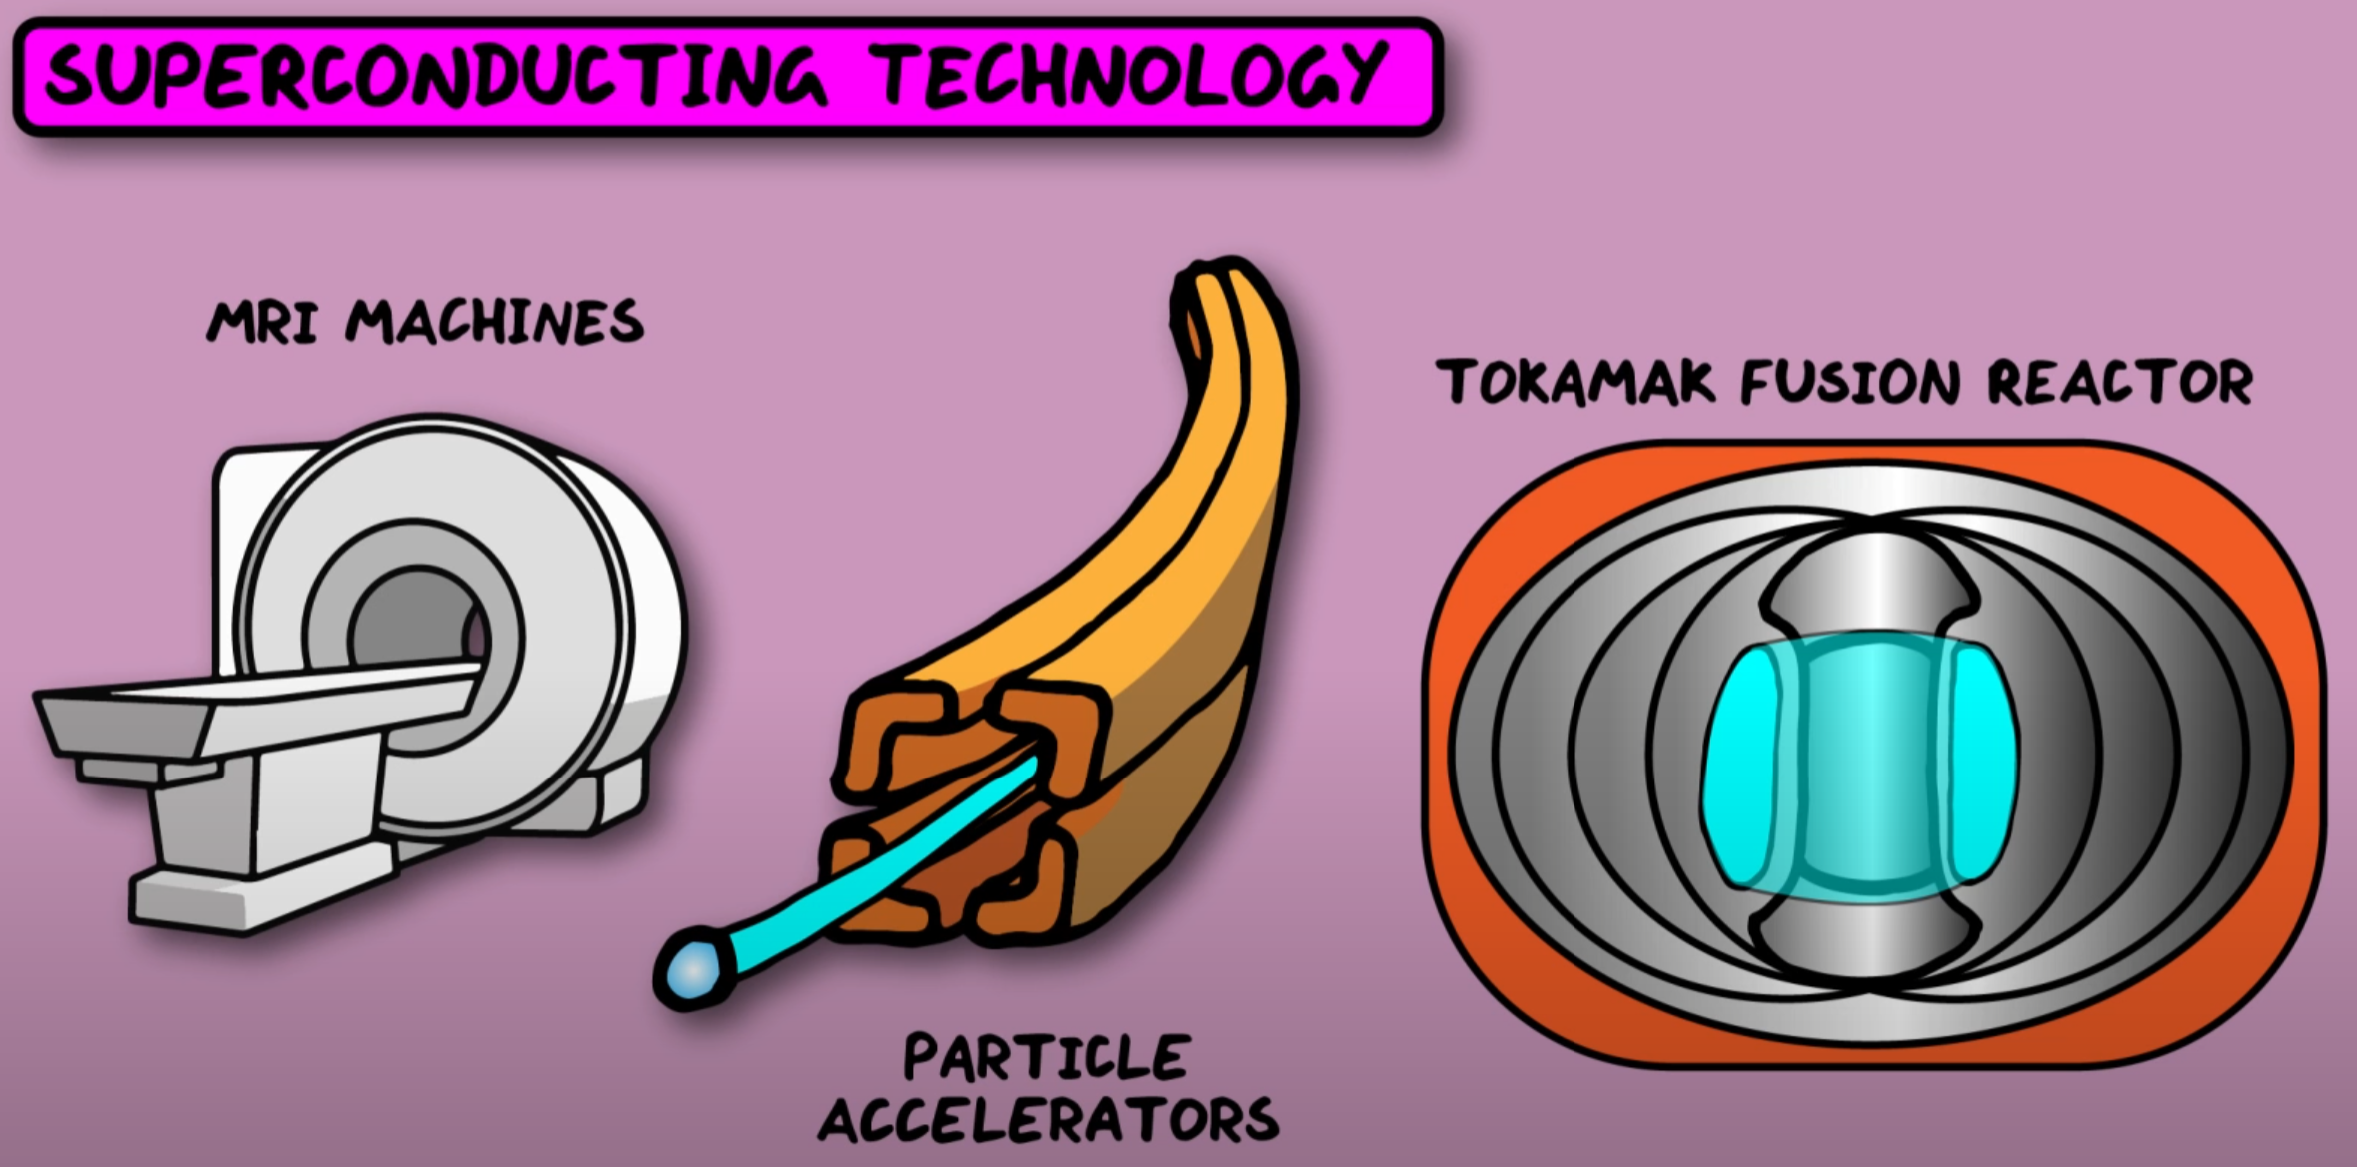 SUPERCONDUCTING TECHNOLOGY
MRI MACHINES
TOKAMAK FUSION REACTOR
PARTICLE
ACCELERATORS